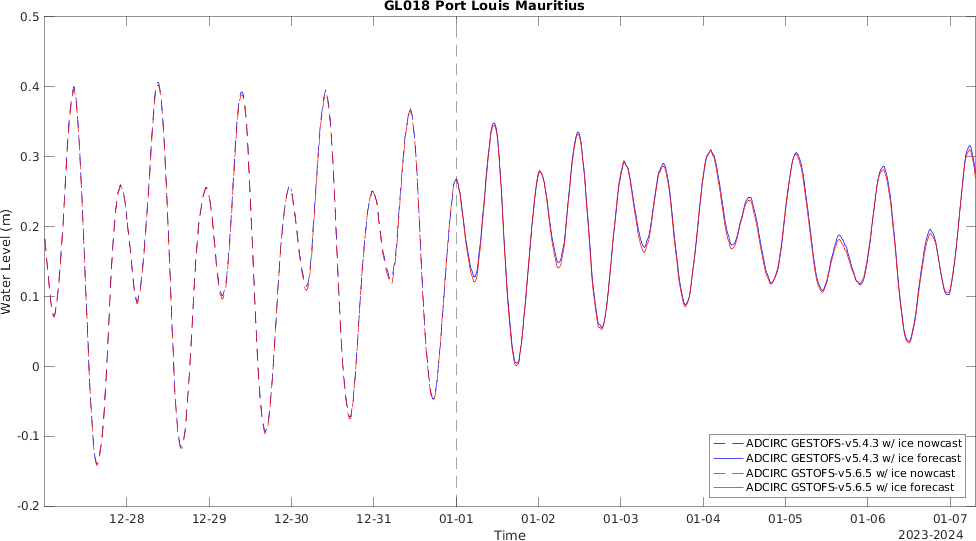 GL018 Port Louis Mauritius
0.5
0.4
0.3
0.2
0.1
0
-0.1
-0.2
Water Level (m)
ADCIRC GESTOFS-v5.4.3 w/ ice nowcast
ADCIRC GESTOFS-v5.4.3 w/ ice forecast
ADCIRC GSTOFS-v5.6.5 w/ ice nowcast
ADCIRC GSTOFS-v5.6.5 w/ ice forecast
12-28 12-29 12-30 12-31 01-01 01-02 01-03 01-04 01-05 01-06 01-07
Time
2023-2024